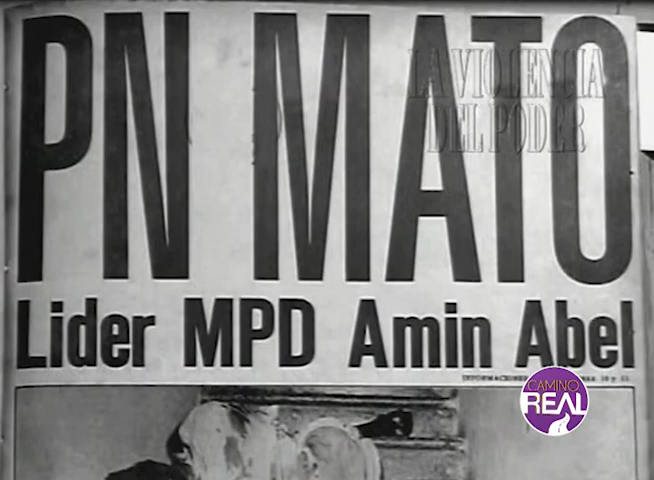 PN MATO
LA VIOLENCIA
DEL PODER
Lider MPD Amin Abel
CAMINO
REAL